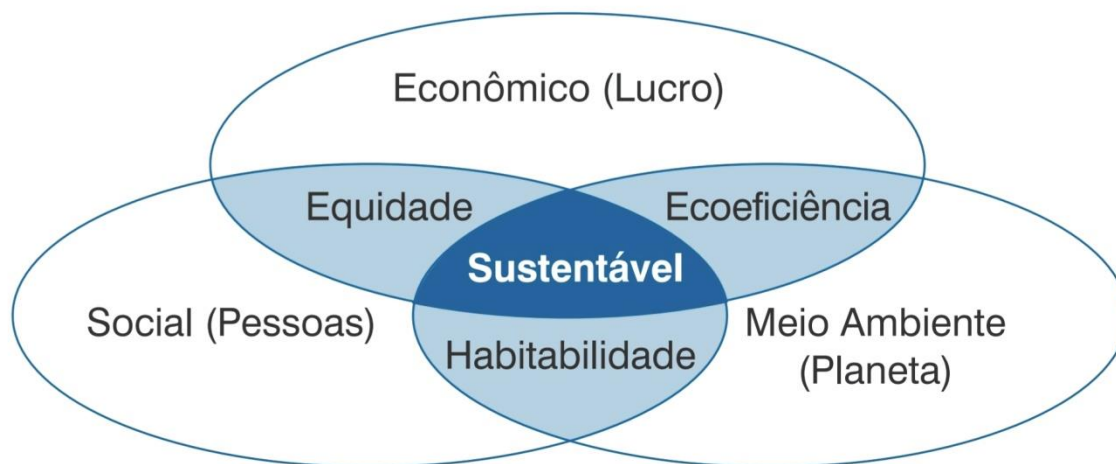 Econômico (Lucro)
Equidade
Ecoeficiência
Sustentável
Social (Pessoas)
Meio Ambiente
(Planeta)
Habitabilidade